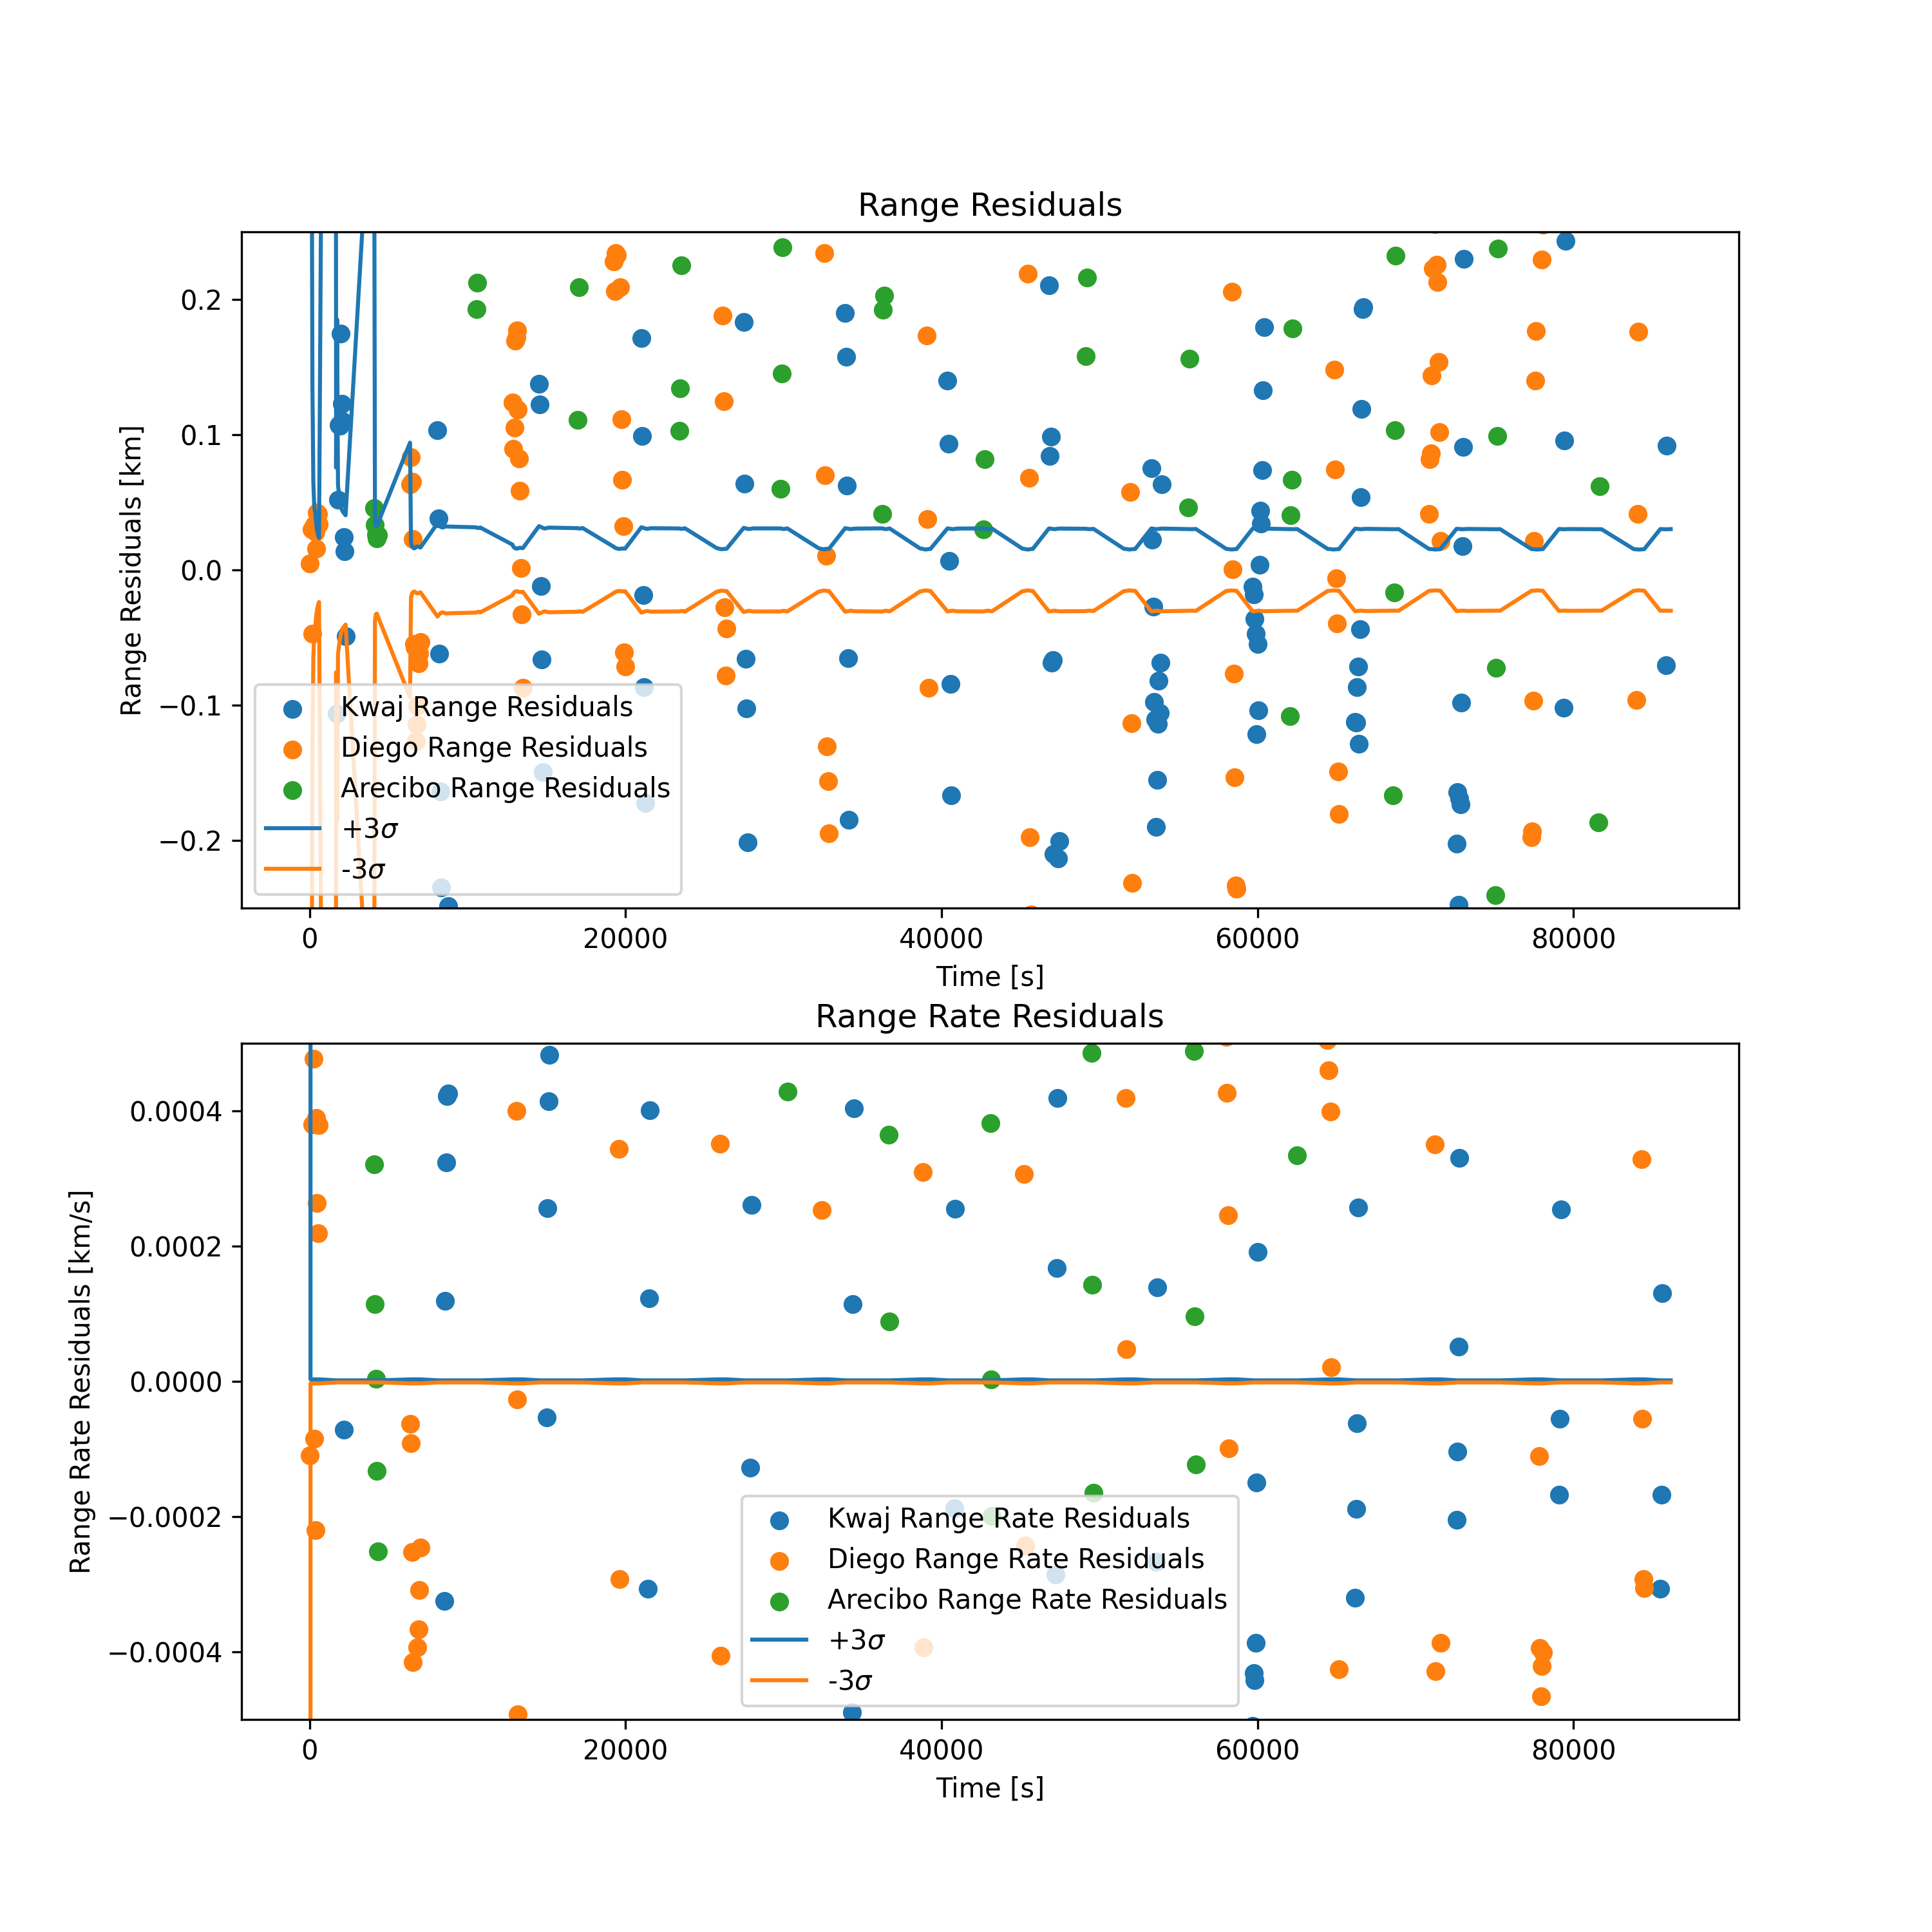 Range Residuals
Range Residuals [km]
0.2
0.1
0.0
−0.1
−0.2
Kwaj Range Residuals
Diego Range Residuals
Arecibo Range Residuals
+3σ
-3σ
0 20000 40000 60000 80000
Time [s]
Range Rate Residuals
Range Rate Residuals [km/s]
0.0004
0.0002
0.0000
−0.0002
−0.0004
Kwaj Range Rate Residuals
Diego Range Rate Residuals
Arecibo Range Rate Residuals
+3σ
-3σ
0 20000 40000 60000 80000
Time [s]